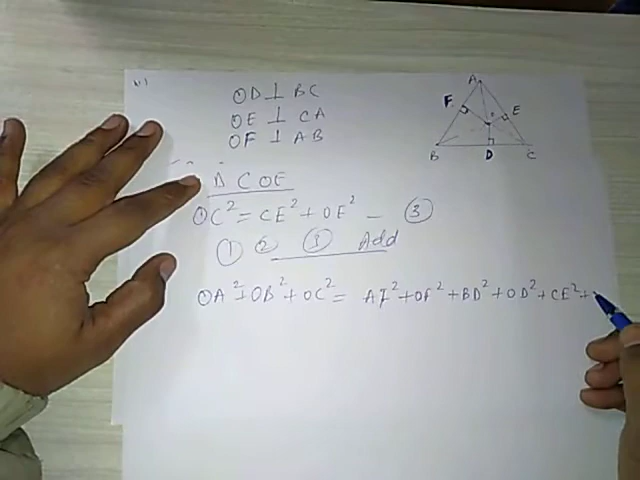 OD ⊥ BC
OE ⊥ CA
OF ⊥ AB
A
F
E
B
D
C
Δ COE
OC² = CE² + OE² — ③
① ② ③ Add
OA² + OB² + OC² = AF² + OF² + BD² + OD² + CE² +